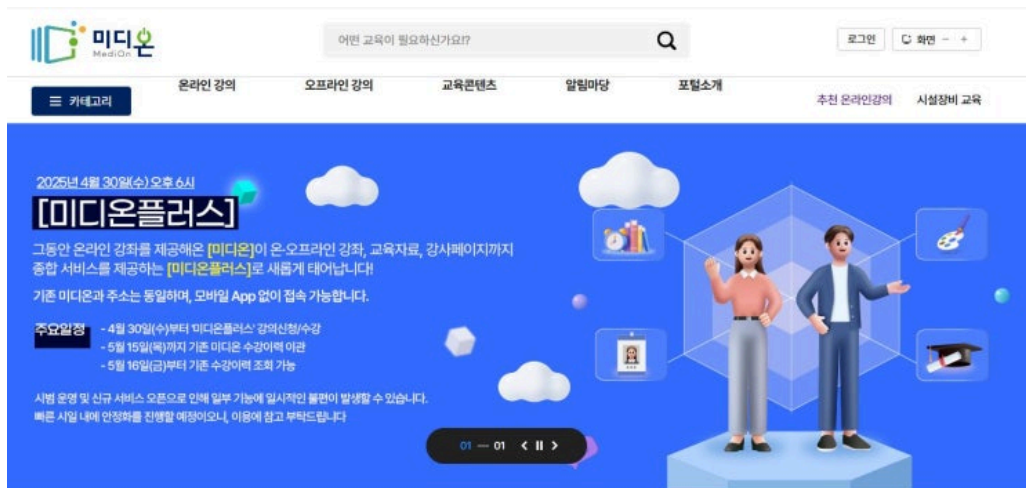 미디온
MediOn
어떤 교육이 필요하신가요!?
로그인
화면 - +
카테고리
온라인 강의
오프라인 강의
교육콘텐츠
알림마당
포털소개
추천 온라인강의
시설장비 교육
2025년 4월 30일(수) 오후 6시
[미디온플러스]
그동안 온라인 강좌를 제공해온 [미디온]이 온·오프라인 강좌, 교육자료, 강사페이지까지
종합 서비스를 제공하는 [미디온플러스]로 새롭게 태어납니다!
기존 미디온과 주소는 동일하며, 모바일 App 없이 접속 가능합니다.
주요일정
- 4월 30일(수)부터 '미디온플러스' 강의신청/수강
- 5월 15일(목)까지 기존 미디온 수강이력 이관
- 5월 16일(금)부터 기존 수강이력 조회 가능
시범 운영 및 신규 서비스 오픈으로 인해 일부 기능에 일시적인 불편이 발생할 수 있습니다.
빠른 시일 내에 안정화를 진행할 예정이오니, 이용에 참고 부탁드립니다
01 — 01